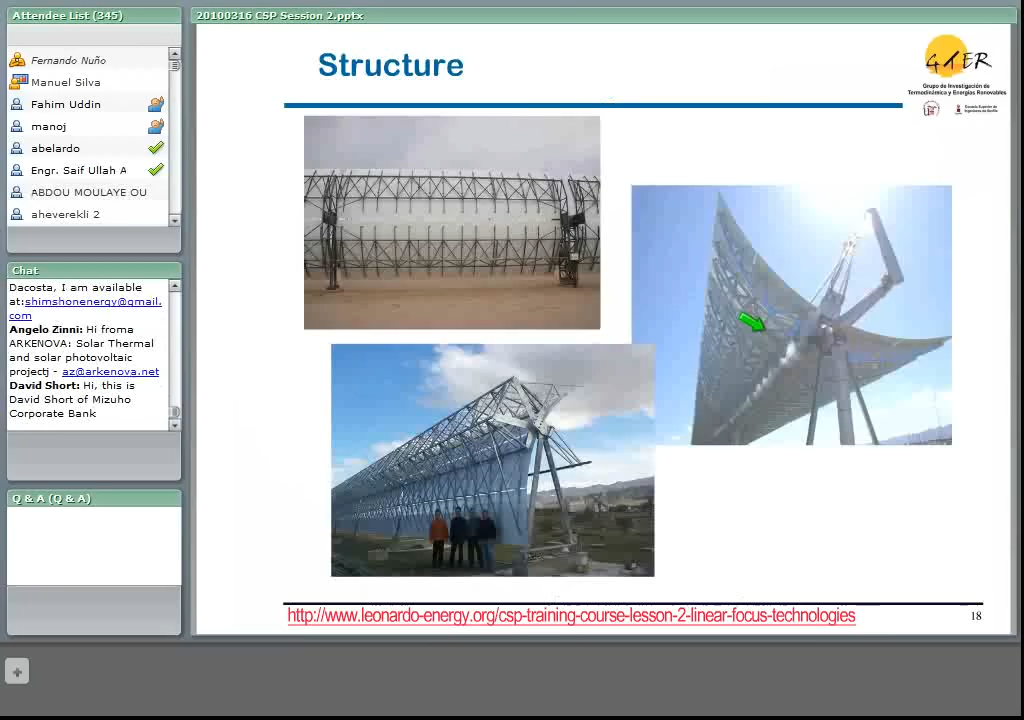 Attendee List (345)
Fernando Nuño
Manuel Silva
Fahim Uddin
manoj
abelardo
Engr. Saif Ullah A
ABDOU MOULAYE OU
aheverekli 2
Chat
Dacosta, I am available
at:shimshonenergy@gmail.
com
Angelo Zinni: Hi froma
ARKENOVA: Solar Thermal
and solar photovoltaic
projectj - az@arkenova.net
David Short: Hi, this is
David Short of Mizuho
Corporate Bank
Q & A (Q & A)
20100316 CSP Session 2.pptx
Structure
GTER
Grupo de Investigación de
Termodinámica y Energías Renovables
Escuela Superior de
Ingenieros de Sevilla
http://www.leonardo-energy.org/csp-training-course-lesson-2-linear-focus-technologies
18